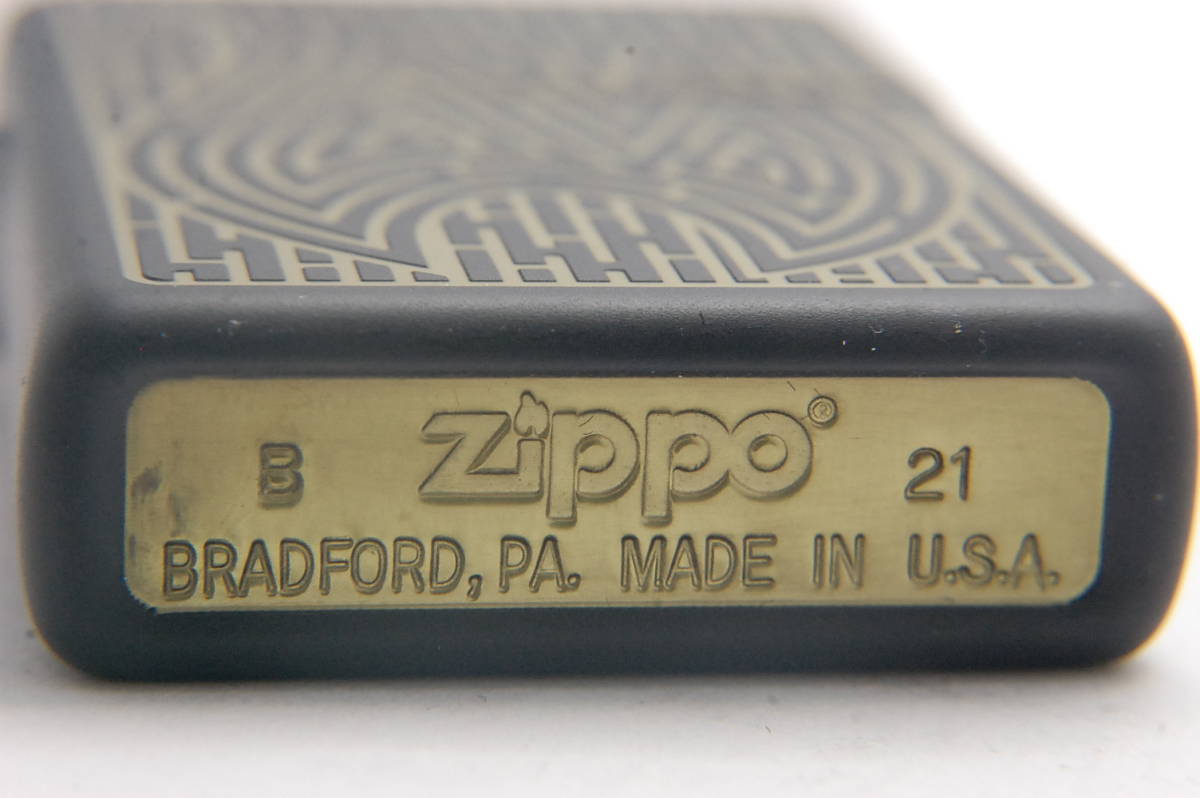 B Zippo® 21
BRADFORD, PA. MADE IN U.S.A.